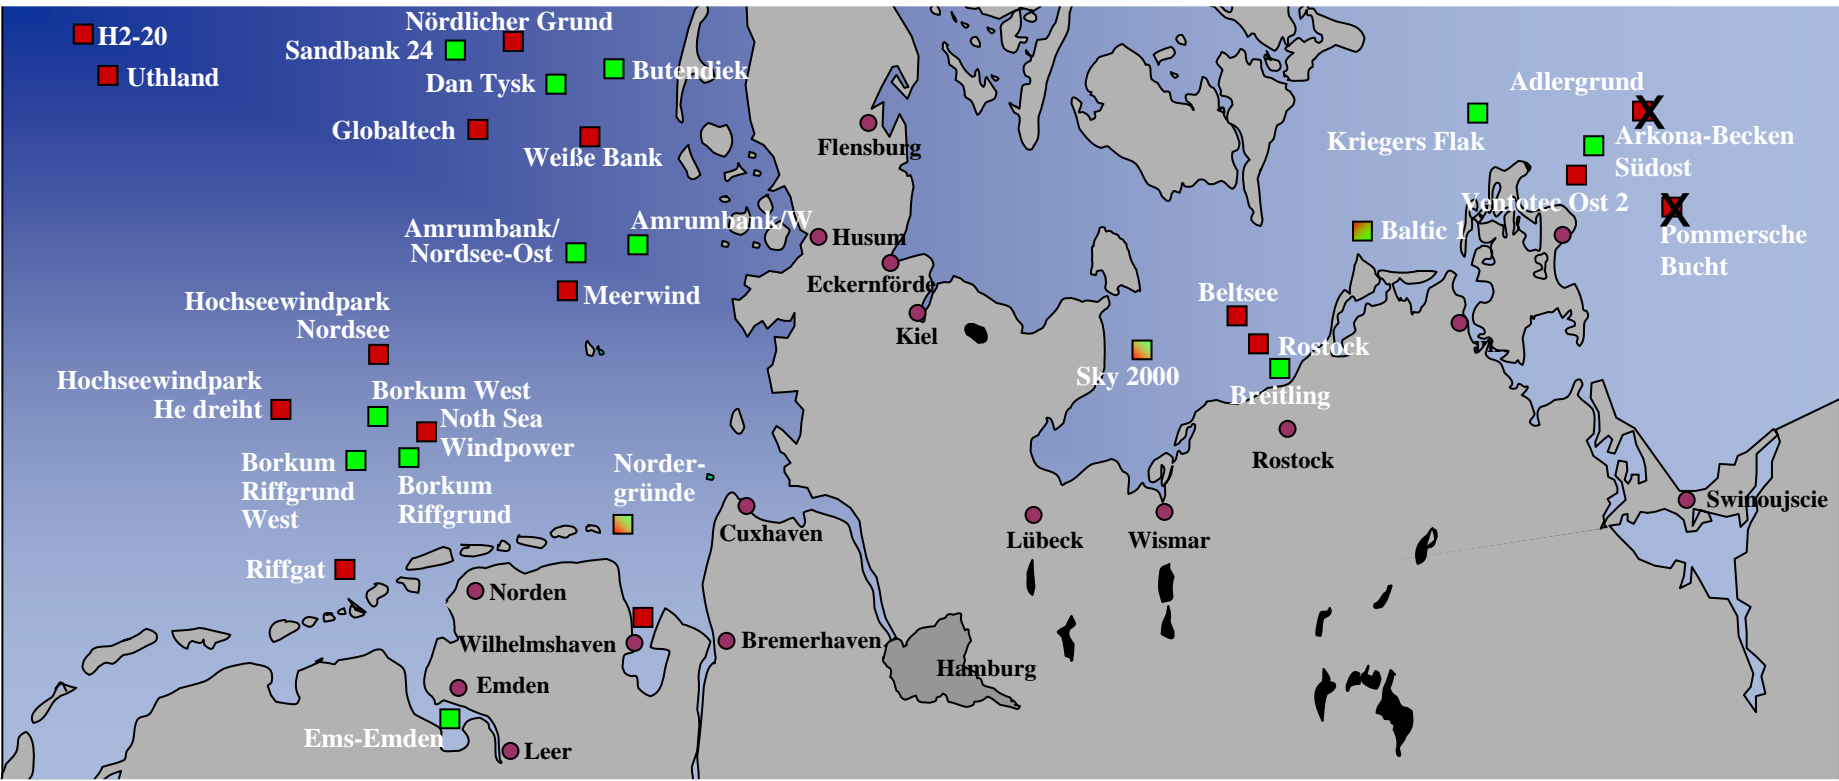 H2-20
Uthland
Nördlicher Grund
Sandbank 24
Dan Tysk
Butendiek
Globaltech
Weiße Bank
Amrumbank/
Nordsee-Ost
Amrumbank/W
Meerwind
Hochseewindpark
Nordsee
Hochseewindpark
He dreiht
Borkum West
Noth Sea
Windpower
Borkum
Riffgrund
West
Borkum
Riffgrund
Norder-
gründe
Riffgat
Norden
Wilhelmshaven
Emden
Ems-Emden
Leer
Cuxhaven
Bremerhaven
Hamburg
Flensburg
Husum
Eckernförde
Kiel
Lübeck
Wismar
Sky 2000
Beltsee
Rostock
Breitling
Rostock
Baltic 1
Kriegers Flak
Adlergrund
X
Arkona-Becken
Südost
Ventotec Ost 2
X
Pommersche
Bucht
Swinoujscie